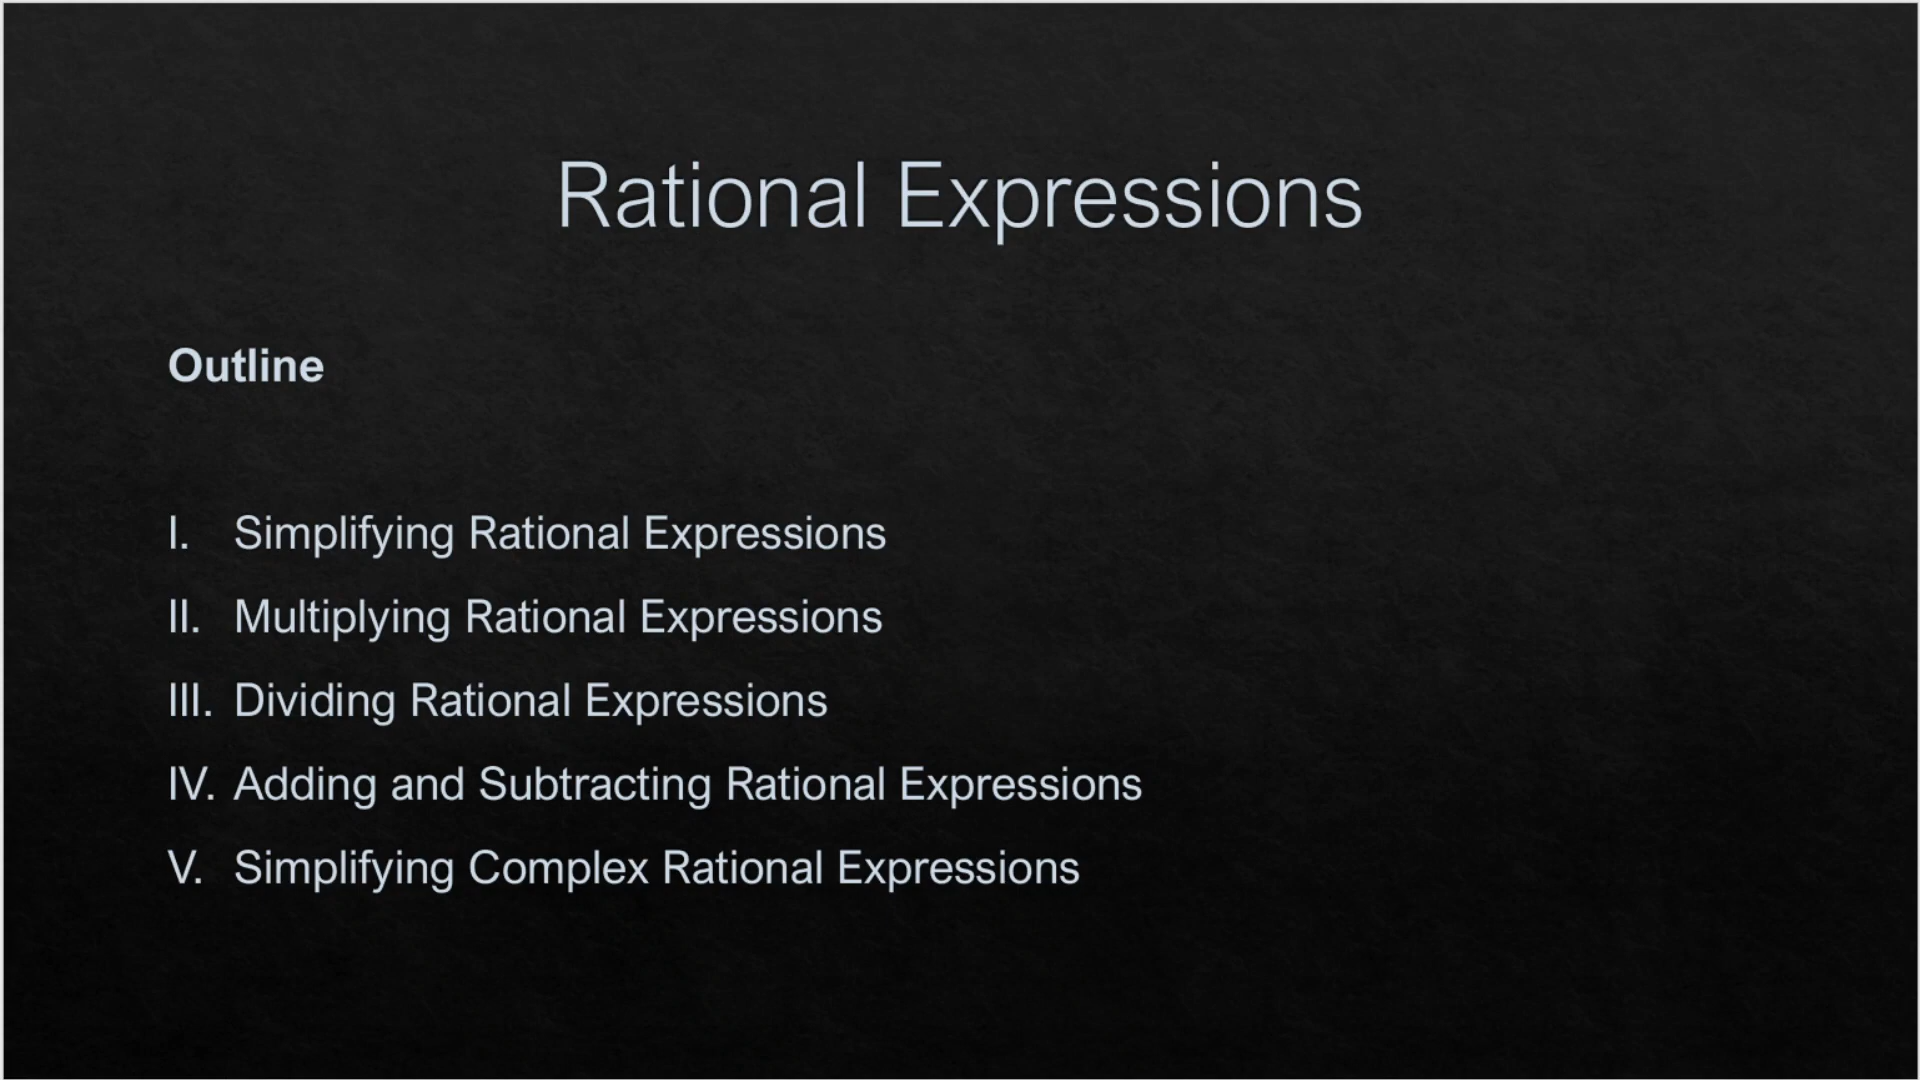 Rational Expressions
Outline
I. Simplifying Rational Expressions
II. Multiplying Rational Expressions
III. Dividing Rational Expressions
IV. Adding and Subtracting Rational Expressions
V. Simplifying Complex Rational Expressions